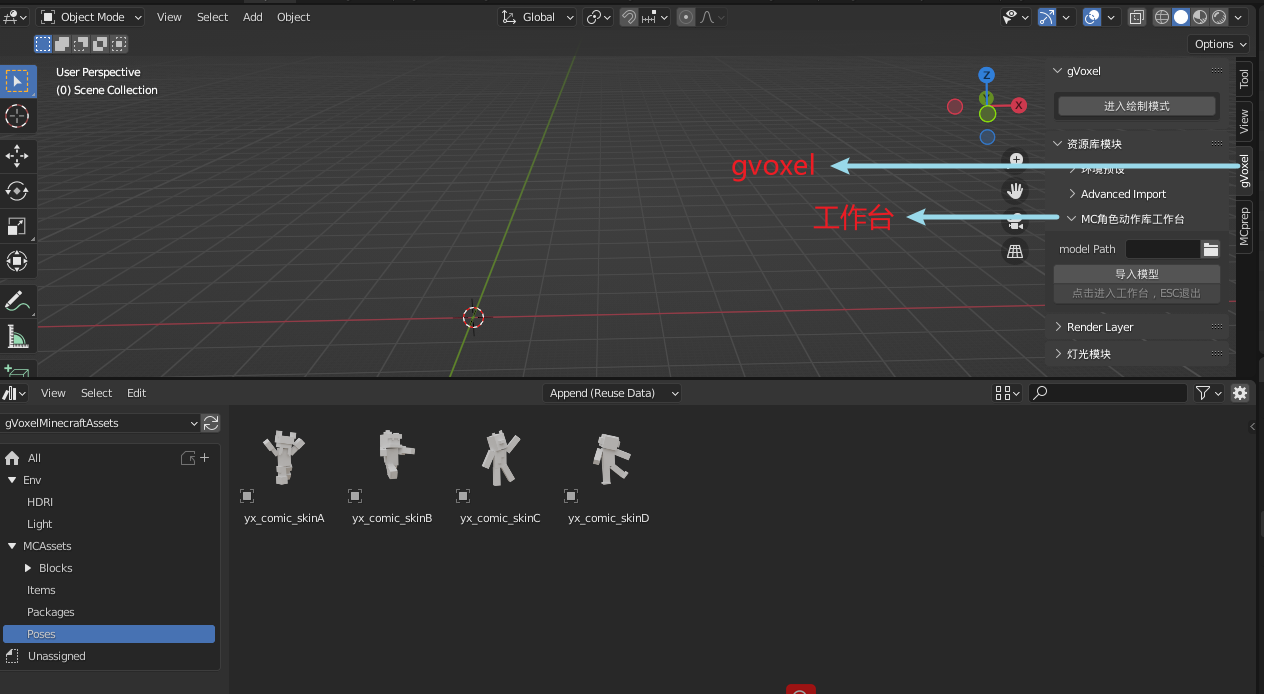 Object Mode View Select Add Object Global
Options
User Perspective
(0) Scene Collection
Z
X
gVoxel
进入绘制模式
资源库模块
环境预设
Advanced Import
MC角色动作库工作台
model Path
导入模型
点击进入工作台，ESC退出
Render Layer
灯光模块
Tool
View
gVoxel
MCprep
gvoxel
工作台
View Select Edit Append (Reuse Data)
gVoxelMinecraftAssets
All
Env
HDRI
Light
MCAssets
Blocks
Items
Packages
Poses
Unassigned
yx_comic_skinA yx_comic_skinB yx_comic_skinC yx_comic_skinD